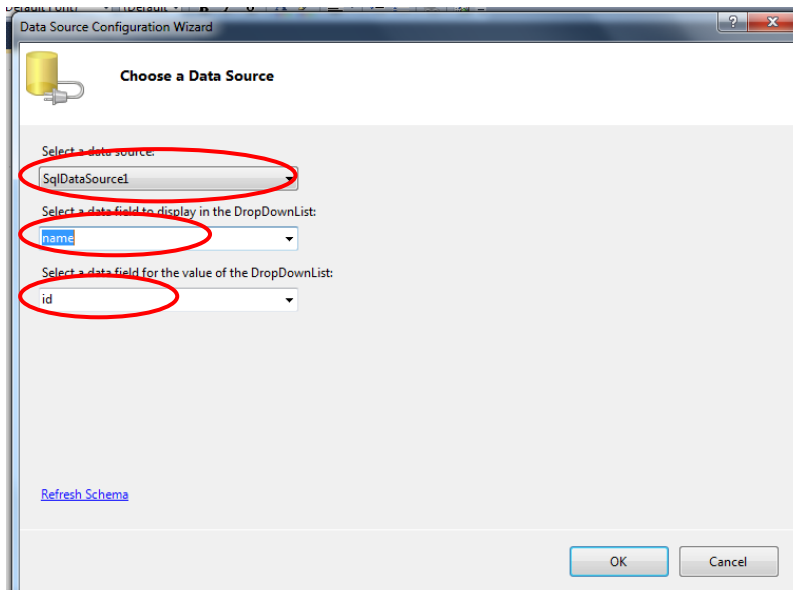 Data Source Configuration Wizard
?
Choose a Data Source
Select a data source:
SqlDataSource1
Select a data field to display in the DropDownList:
name
Select a data field for the value of the DropDownList:
id
Refresh Schema
OK
Cancel